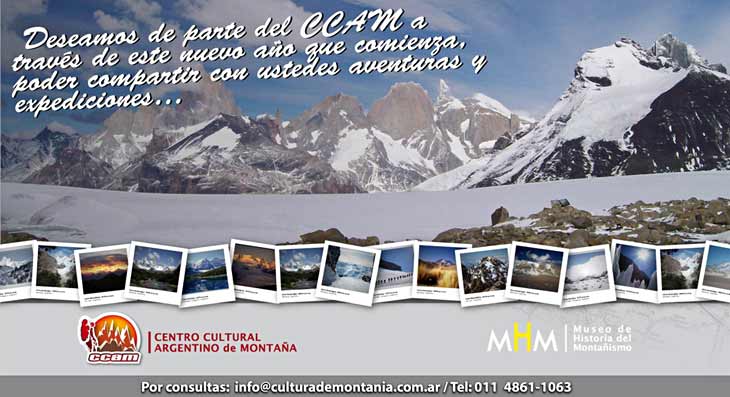 Deseamos de parte del CCAM a
través de este nuevo año que comienza,
poder compartir con ustedes aventuras y
expediciones...
ccam
CENTRO CULTURAL
ARGENTINO de MONTAÑA
MHM
Museo de
Historia del
Montañismo
Por consultas: info@culturademontania.com.ar / Tel: 011 4861-1063